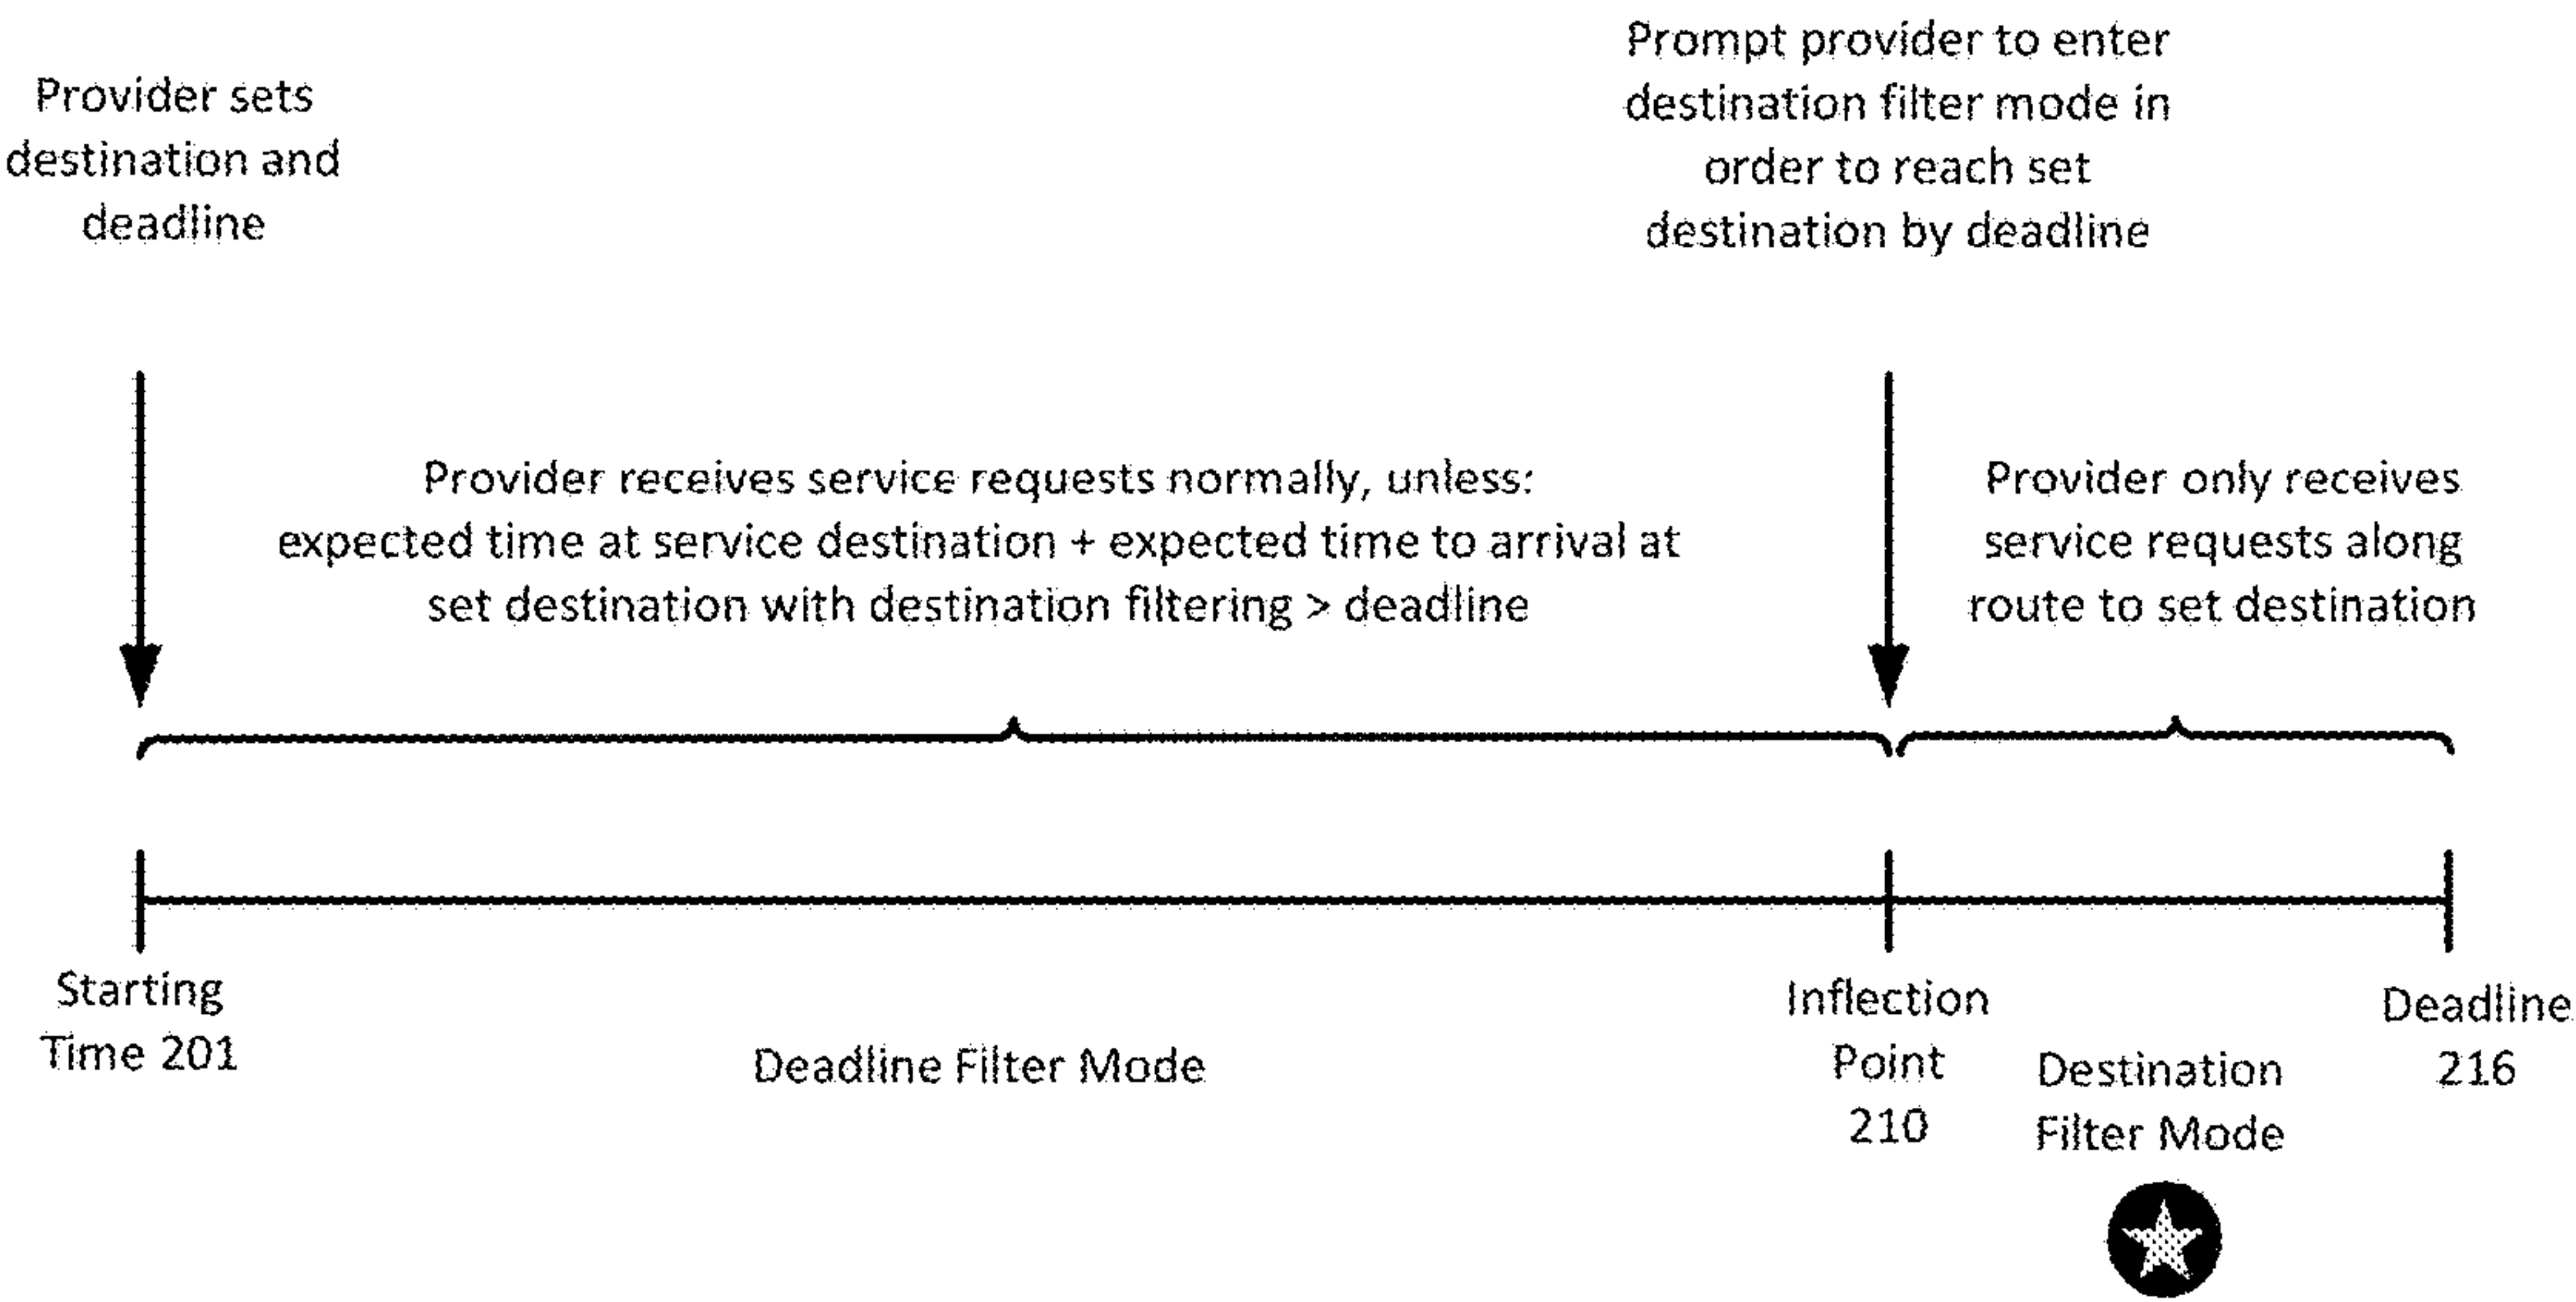 Provider sets
destination and
deadline
Prompt provider to enter
destination filter mode in
order to reach set
destination by deadline
Provider receives service requests normally, unless:
expected time at service destination + expected time to arrival at
set destination with destination filtering > deadline
Provider only receives
service requests along
route to set destination
Starting
Time 201
Deadline Filter Mode
Inflection
Point
210
Destination
Filter Mode
Deadline
216